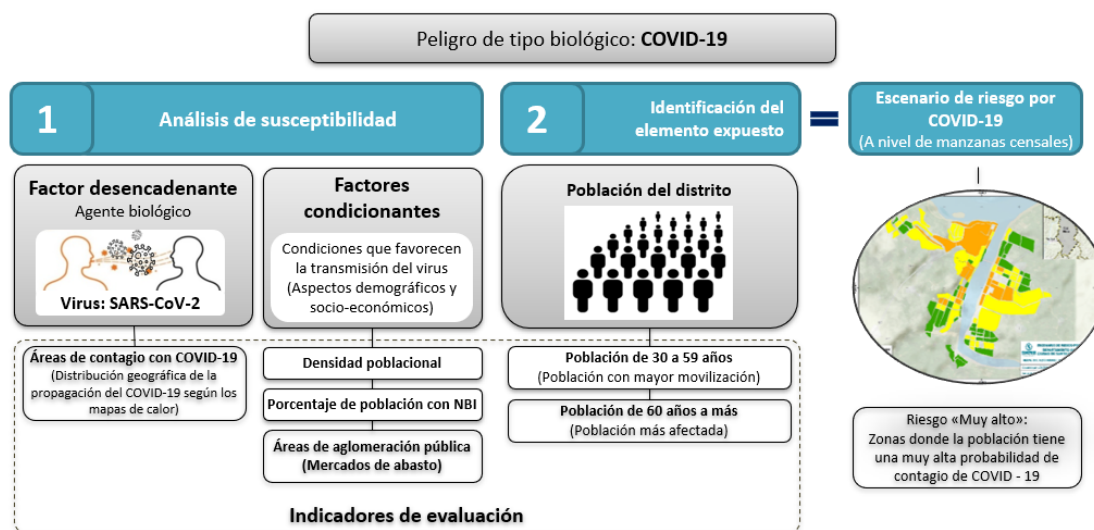 Peligro de tipo biológico: COVID-19
1
Análisis de susceptibilidad
2
Identificación del
elemento expuesto
=
Escenario de riesgo por
COVID-19
(A nivel de manzanas censales)
Factor desencadenante
Agente biológico
Virus: SARS-CoV-2
Factores
condicionantes
Condiciones que favorecen
la transmisión del virus
(Aspectos demográficos y
socio-económicos)
Población del distrito
Áreas de contagio con COVID-19
(Distribución geográfica de la
propagación del COVID-19 según los
mapas de calor)
Densidad poblacional
Porcentaje de población con NBI
Áreas de aglomeración pública
(Mercados de abasto)
Población de 30 a 59 años
(Población con mayor movilización)
Población de 60 años a más
(Población más afectada)
Riesgo «Muy alto»:
Zonas donde la población tiene
una muy alta probabilidad de
contagio de COVID - 19
Indicadores de evaluación